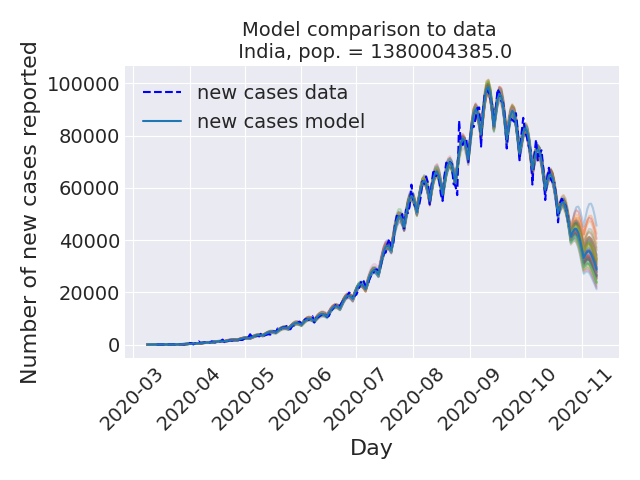 Model comparison to data
India, pop. = 1380004385.0
Number of new cases reported
100000
80000
60000
40000
20000
0
new cases data
new cases model
2020-03
2020-04
2020-05
2020-06
2020-07
2020-08
2020-09
2020-10
2020-11
Day